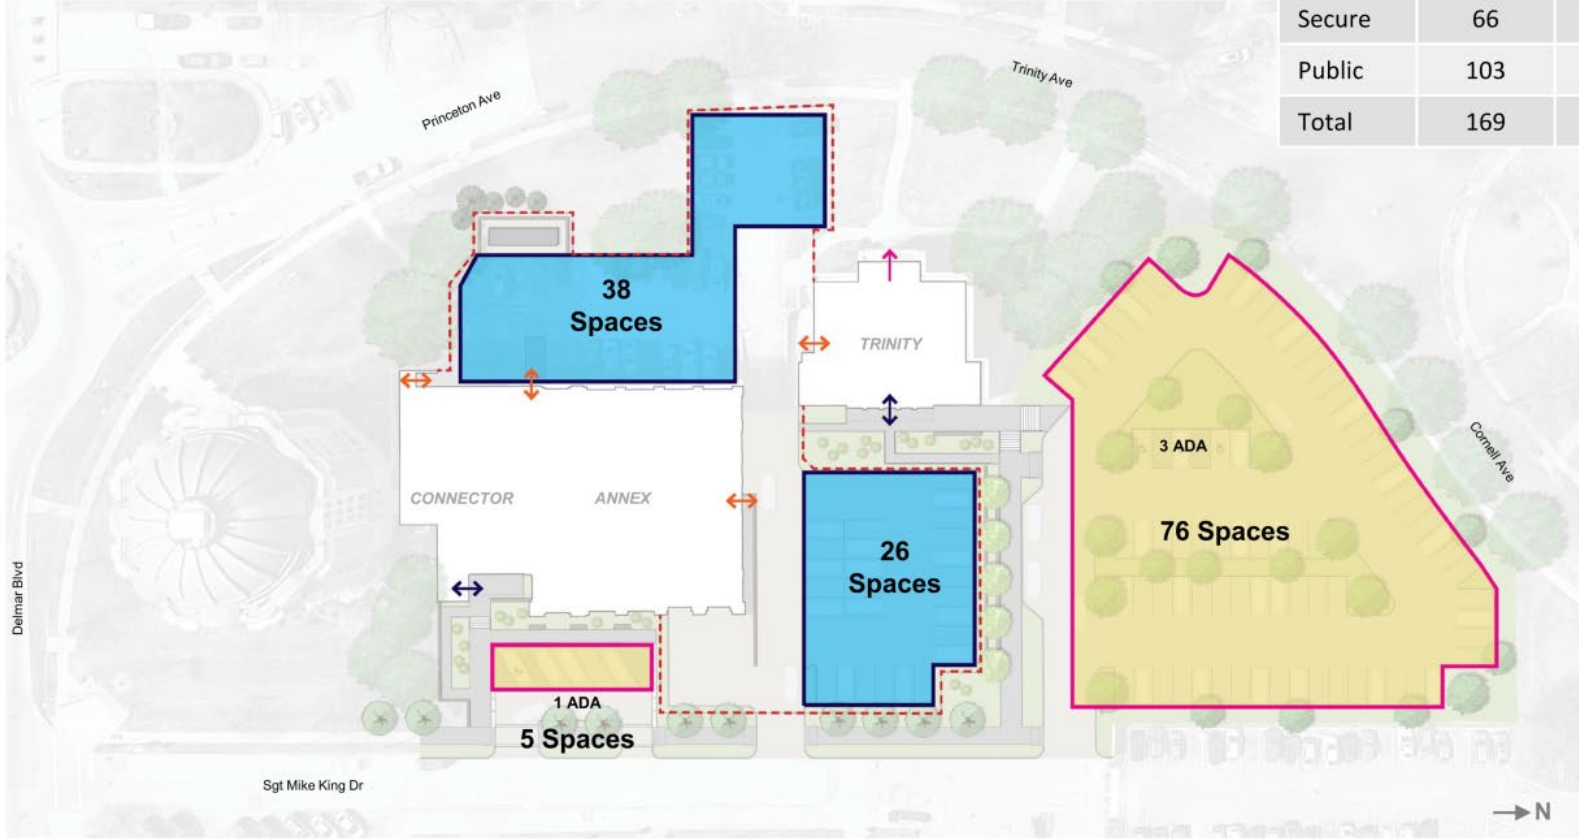 Secure 66
Public 103
Total 169
Trinity Ave
Princeton Ave
38
Spaces
TRINITY
Cornell Ave
3 ADA
CONNECTOR
ANNEX
76 Spaces
26
Spaces
Delmar Blvd
1 ADA
5 Spaces
Sgt Mike King Dr
N